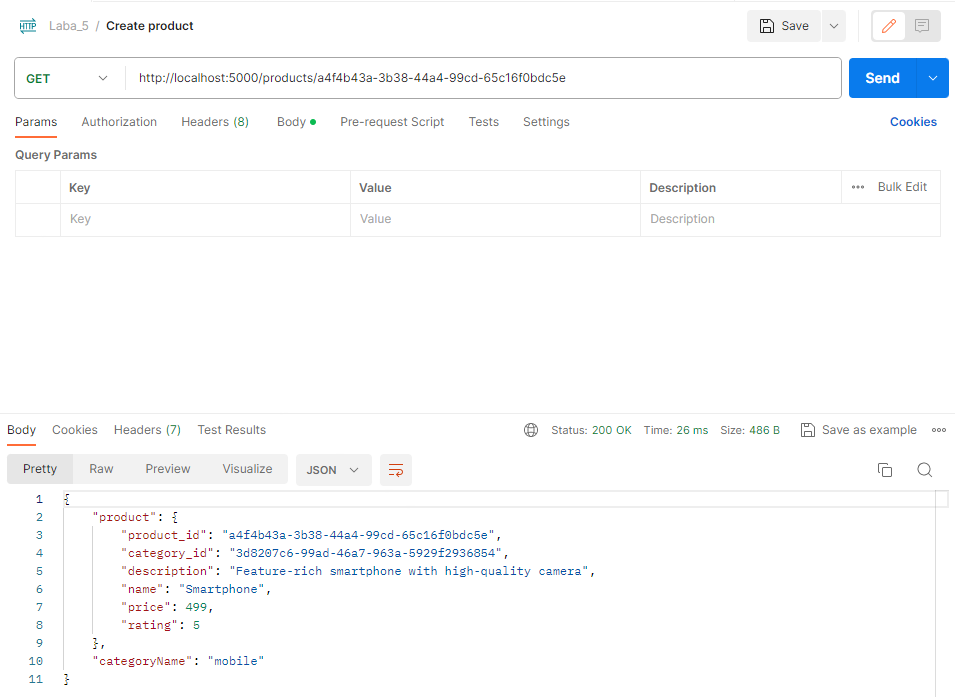 HTTP Laba_5 / Create product Save
GET http://localhost:5000/products/a4f4b43a-3b38-44a4-99cd-65c16f0bdc5e Send
Params Authorization Headers (8) Body Pre-request Script Tests Settings Cookies
Query Params
Key Value Description Bulk Edit
Key Value Description
Body Cookies Headers (7) Test Results Status: 200 OK Time: 26 ms Size: 486 B Save as example
Pretty Raw Preview Visualize JSON
1 {
2 "product": {
3 "product_id": "a4f4b43a-3b38-44a4-99cd-65c16f0bdc5e",
4 "category_id": "3d8207c6-99ad-46a7-963a-5929f2936854",
5 "description": "Feature-rich smartphone with high-quality camera",
6 "name": "Smartphone",
7 "price": 499,
8 "rating": 5
9 },
10 "categoryName": "mobile"
11 }